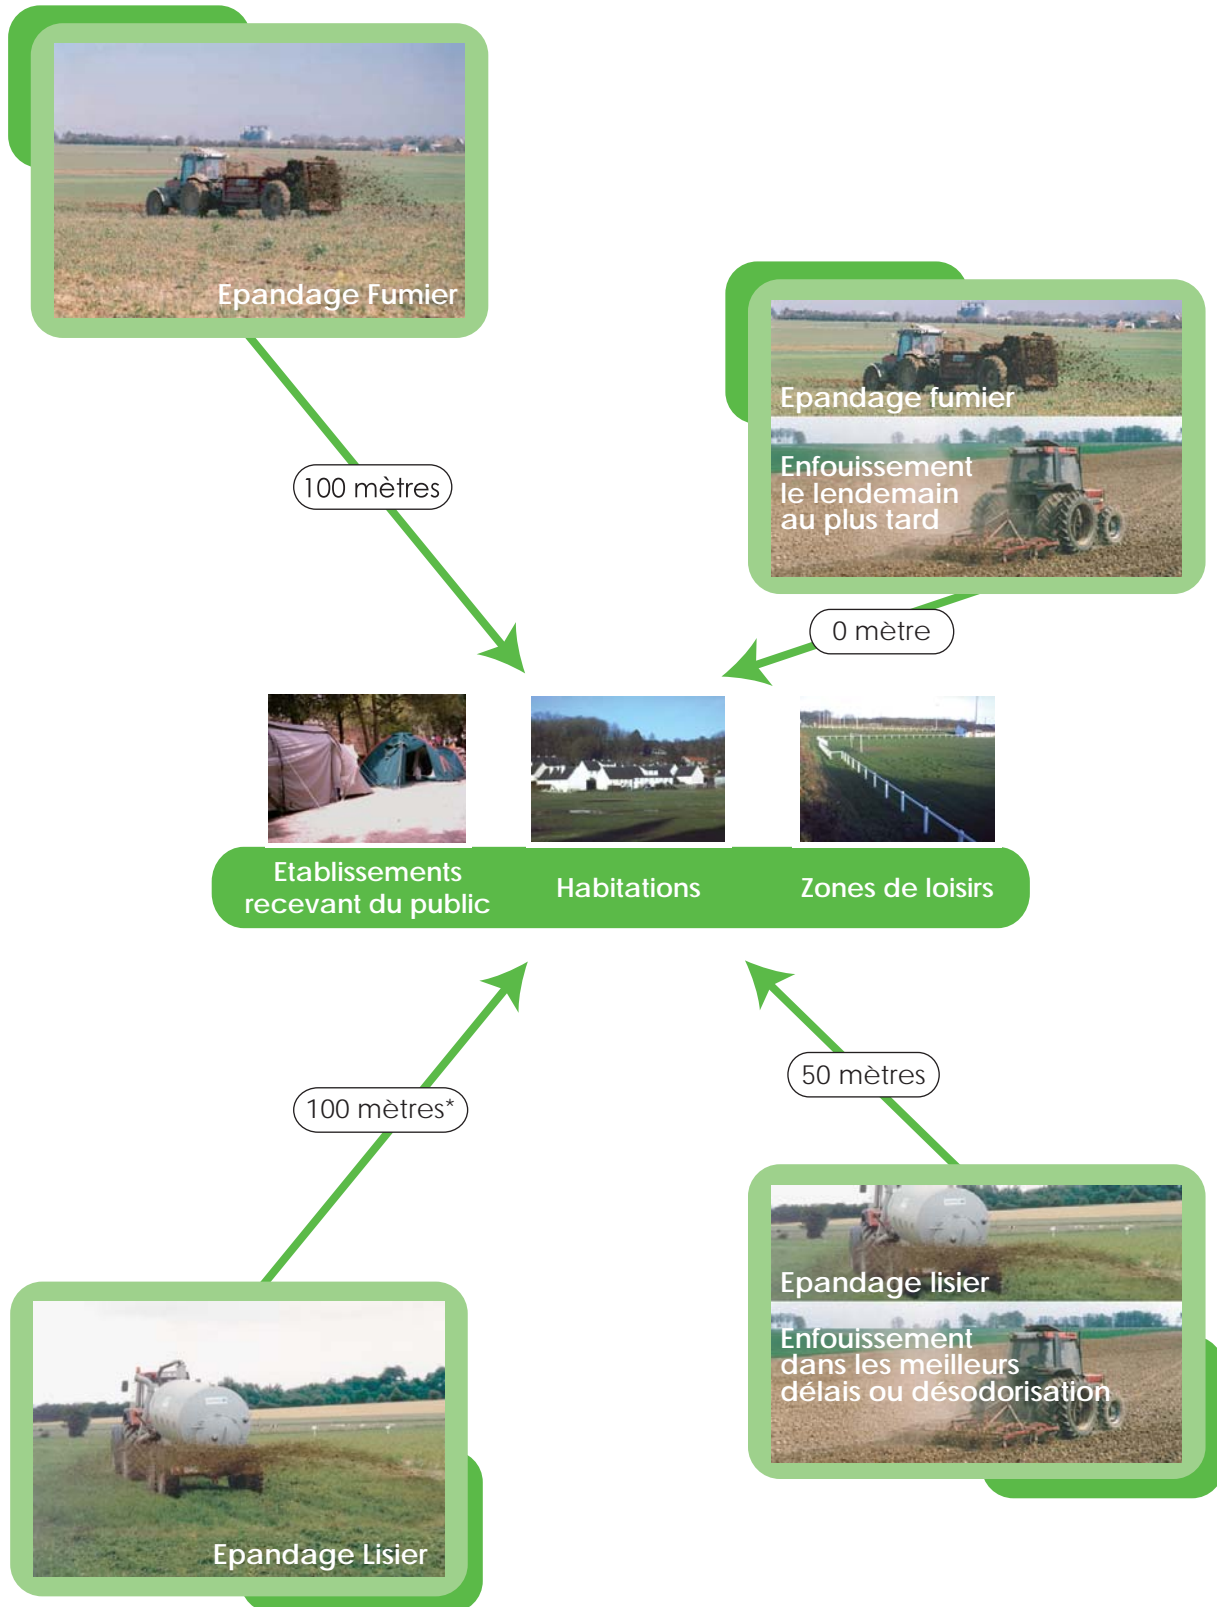 Epandage Fumier
Epandage fumier
Enfouissement
le lendemain
au plus tard
100 mètres
0 mètre
Etablissements
recevant du public
Habitations
Zones de loisirs
100 mètres*
50 mètres
Epandage lisier
Enfouissement
dans les meilleurs
délais ou désodorisation
Epandage Lisier